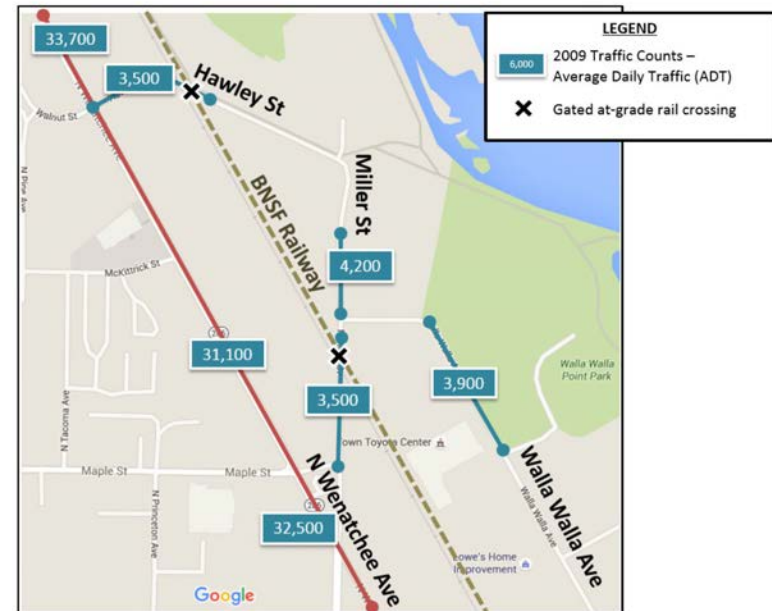 LEGEND
6,000
2009 Traffic Counts –
Average Daily Traffic (ADT)
Gated at-grade rail crossing
33,700
3,500
Hawley St
Walnut St
N Pine Ave
Miller St
BNSF Railway
McKittrick St
4,200
31,100
3,900
Walla Walla
Point Park
N Tacoma Ave
3,500
Town Toyota Center
Maple St
Maple St
N Princeton Ave
N Wenatchee Ave
Walla Walla Ave
Walla Walla Ave
32,500
Lowe's Home
Improvement
Google